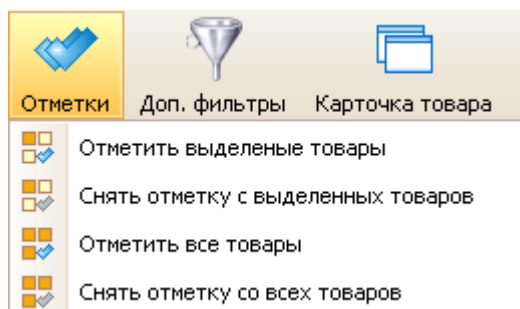 Отметки Доп. фильтры Карточка товара
Отметить выделеные товары
Снять отметку с выделенных товаров
Отметить все товары
Снять отметку со всех товаров